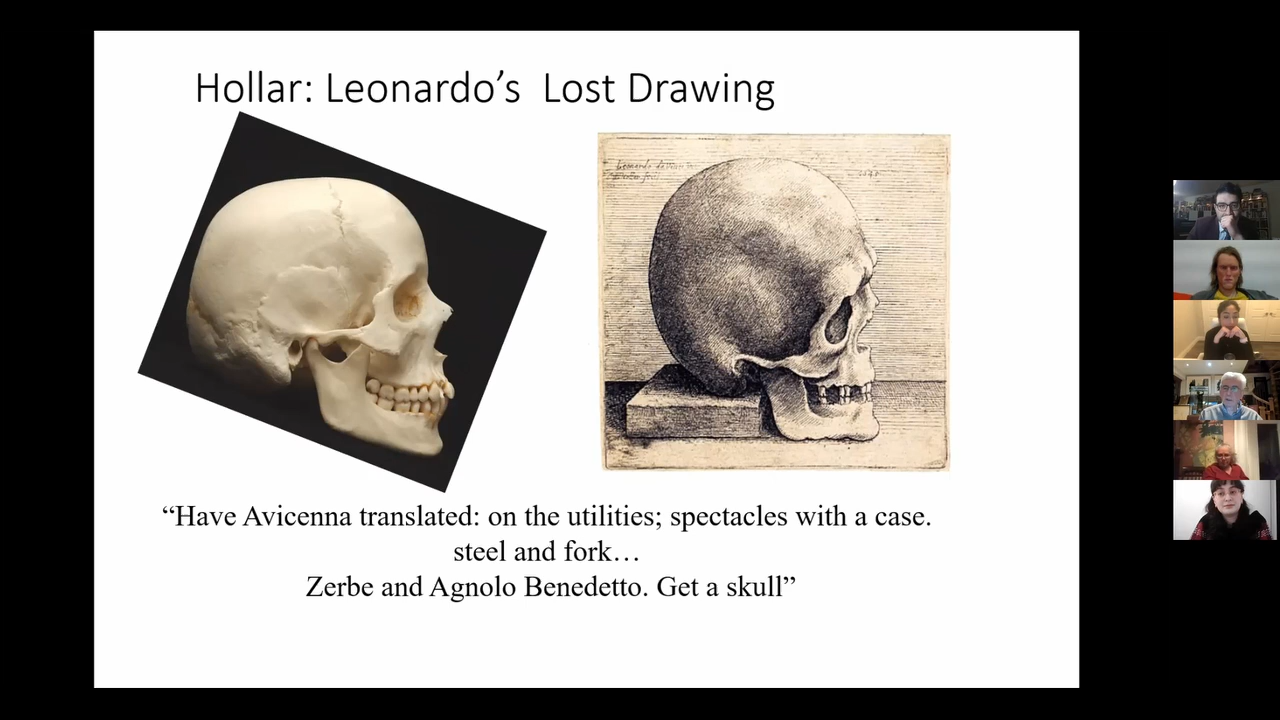 Hollar: Leonardo’s  Lost Drawing
“Have Avicenna translated: on the utilities; spectacles with a case.
steel and fork…
Zerbe and Agnolo Benedetto. Get a skull”